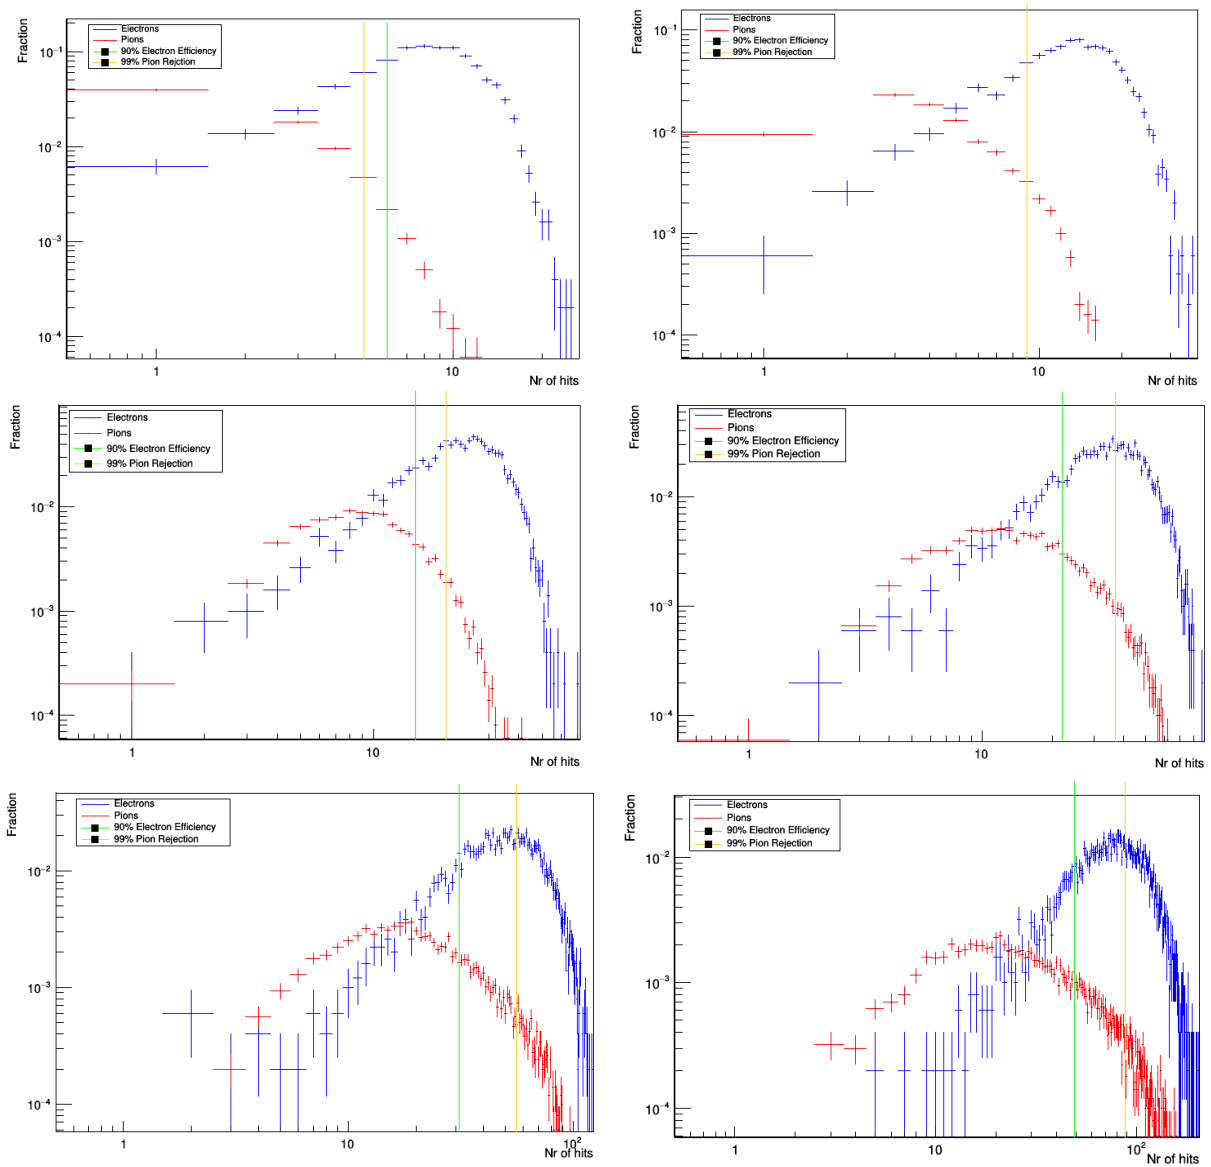 Fraction
Electrons
Pions
90% Electron Efficiency
99% Pion Rejction
10⁻¹
10⁻²
10⁻³
10⁻⁴
1
10
Nr of hits
Fraction
Electrons
Pions
90% Electron Efficiency
99% Pion Rejection
10⁻¹
10⁻²
10⁻³
10⁻⁴
1
10
Nr of hits
Fraction
Electrons
Pions
90% Electron Efficiency
99% Pion Rejection
10⁻²
10⁻³
10⁻⁴
1
10
Nr of hits
Fraction
Electrons
Pions
90% Electron Efficiency
99% Pion Rejection
10⁻²
10⁻³
10⁻⁴
1
10
Nr of hits
Fraction
Electrons
Pions
90% Electron Efficiency
99% Pion Rejection
10⁻²
10⁻³
10⁻⁴
1
10
10²
Nr of hits
Fraction
Electrons
Pions
90% Electron Efficiency
99% Pion Rejection
10⁻²
10⁻³
10⁻⁴
1
10
10²
Nr of hits